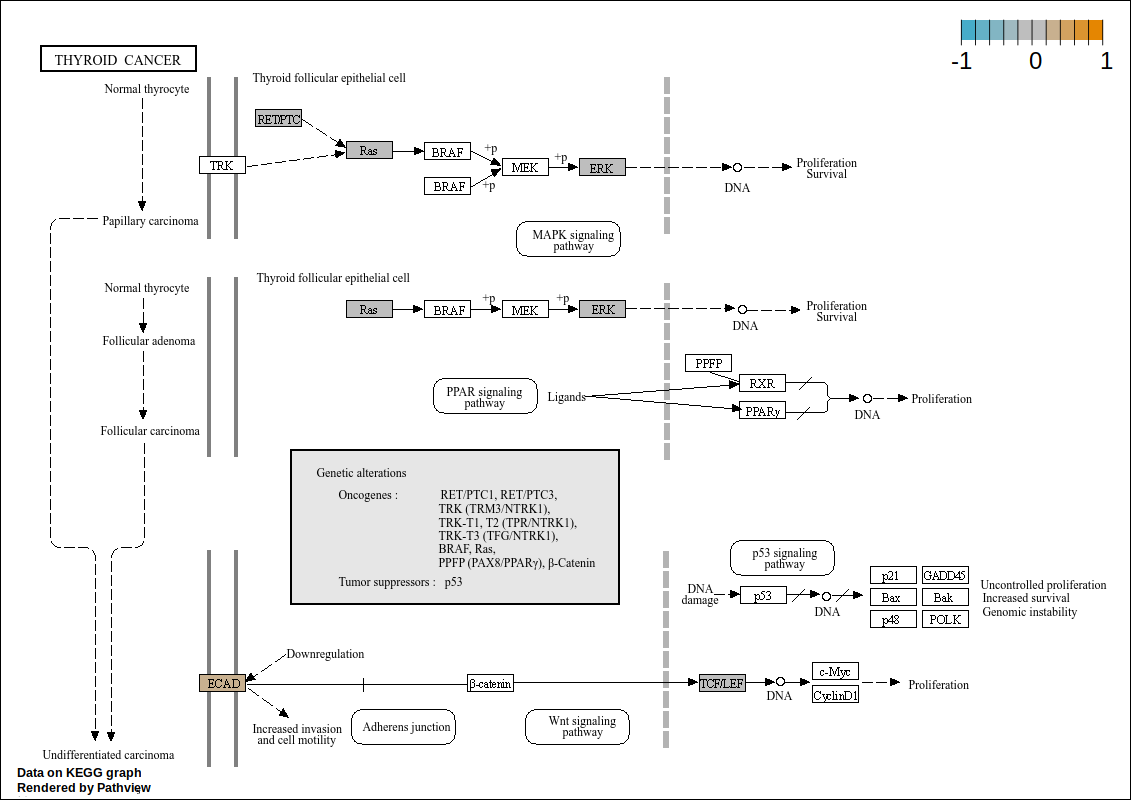 THYROID CANCER
-1 0 1
Normal thyrocyte
Thyroid follicular epithelial cell
RET/PTC
TRK
Ras
BRAF
+p
MEK
+p
ERK
BRAF
+p
DNA
Proliferation
Survival
Papillary carcinoma
MAPK signaling
pathway
Normal thyrocyte
Thyroid follicular epithelial cell
Follicular adenoma
Ras
BRAF
+p
MEK
+p
ERK
DNA
Proliferation
Survival
PPFP
PPAR signaling
pathway
Ligands
RXR
PPARγ
DNA
Proliferation
Follicular carcinoma
Genetic alterations
Oncogenes : RET/PTC1, RET/PTC3,
TRK (TRM3/NTRK1),
TRK-T1, T2 (TPR/NTRK1),
TRK-T3 (TFG/NTRK1),
BRAF, Ras,
PPFP (PAX8/PPARγ), β-Catenin
Tumor suppressors : p53
p53 signaling
pathway
DNA
damage
p53
DNA
p21 GADD45
Bax Bak
p48 POLK
Uncontrolled proliferation
Increased survival
Genomic instability
Downregulation
ECAD
β-catenin
TCF/LEF
DNA
c-Myc
CyclinD1
Proliferation
Increased invasion
and cell motility
Adherens junction
Wnt signaling
pathway
Undifferentiated carcinoma
Data on KEGG graph
Rendered by Pathview